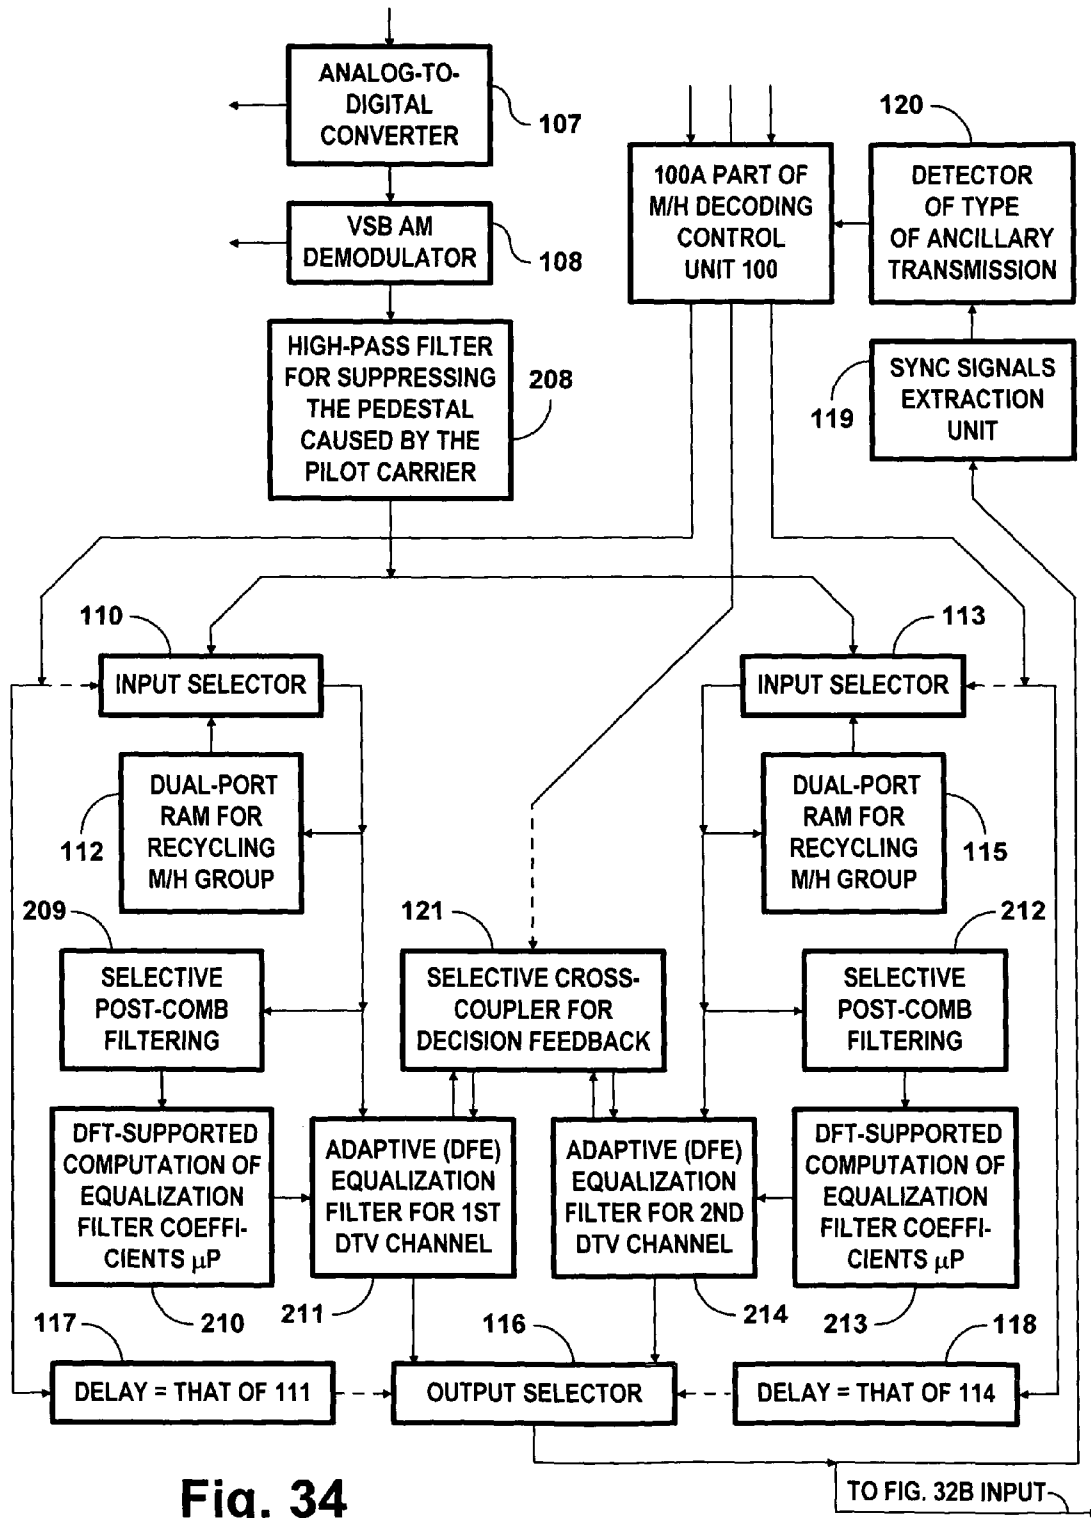 ANALOG-TO-
DIGITAL
CONVERTER
107
VSB AM
DEMODULATOR
108
HIGH-PASS FILTER
FOR SUPPRESSING
THE PEDESTAL
CAUSED BY THE
PILOT CARRIER
208
100A PART OF
M/H DECODING
CONTROL
UNIT 100
120
DETECTOR
OF TYPE
OF ANCILLARY
TRANSMISSION
SYNC SIGNALS
EXTRACTION
UNIT
119
110
INPUT SELECTOR
113
INPUT SELECTOR
DUAL-PORT
RAM FOR
RECYCLING
M/H GROUP
112
DUAL-PORT
RAM FOR
RECYCLING
M/H GROUP
115
209
SELECTIVE
POST-COMB
FILTERING
121
SELECTIVE CROSS-
COUPLER FOR
DECISION FEEDBACK
212
SELECTIVE
POST-COMB
FILTERING
DFT-SUPPORTED
COMPUTATION OF
EQUALIZATION
FILTER COEFFI-
CIENTS µP
210
ADAPTIVE (DFE)
EQUALIZATION
FILTER FOR 1ST
DTV CHANNEL
211
ADAPTIVE (DFE)
EQUALIZATION
FILTER FOR 2ND
DTV CHANNEL
214
DFT-SUPPORTED
COMPUTATION OF
EQUALIZATION
FILTER COEFFI-
CIENTS µP
213
117
DELAY = THAT OF 111
116
OUTPUT SELECTOR
118
DELAY = THAT OF 114
TO FIG. 32B INPUT
Fig. 34